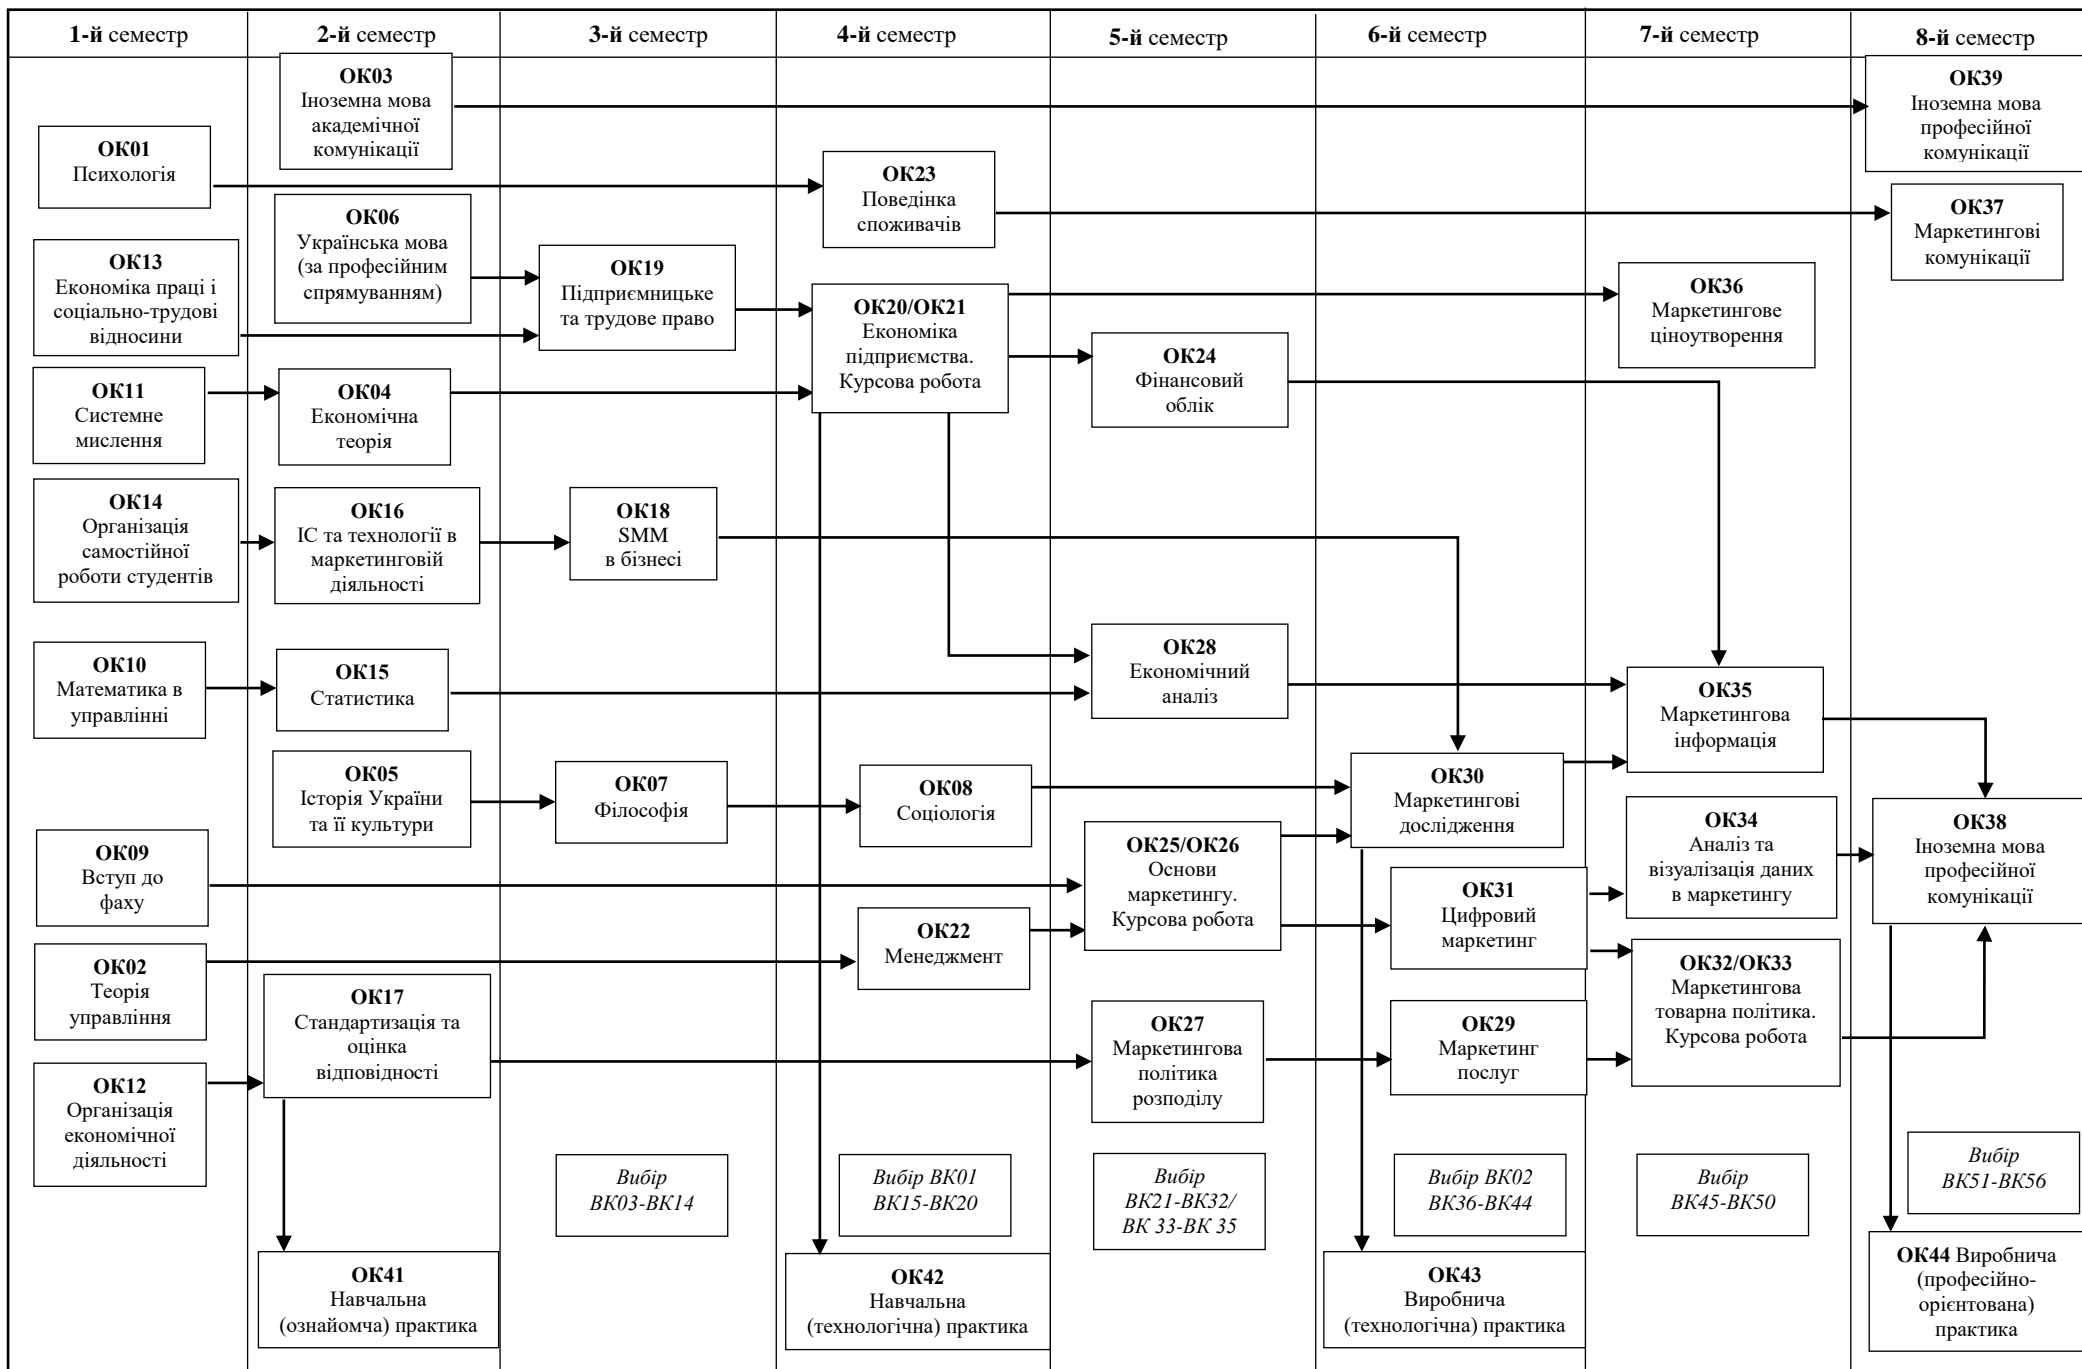 1-й семестр
2-й семестр
3-й семестр
4-й семестр
5-й семестр
6-й семестр
7-й семестр
8-й семестр
ОК01
Психологія
ОК13
Економіка праці і
соціально-трудові
відносини
ОК11
Системне
мислення
ОК14
Організація
самостійної
роботи студентів
ОК10
Математика в
управлінні
ОК09
Вступ до
фаху
ОК02
Теорія
управління
ОК12
Організація
економічної
діяльності
ОК03
Іноземна мова
академічної
комунікації
ОК06
Українська мова
(за професійним
спрямуванням)
ОК04
Економічна
теорія
ОК16
ІС та технології в
маркетинговій
діяльності
ОК15
Статистика
ОК05
Історія України
та її культури
ОК17
Стандартизація та
оцінка
відповідності
ОК41
Навчальна
(ознайомча) практика
ОК19
Підприємницьке
та трудове право
ОК18
SMM
в бізнесі
ОК07
Філософія
Вибір
ВК03-ВК14
ОК23
Поведінка
споживачів
ОК20/ОК21
Економіка
підприємства.
Курсова робота
ОК08
Соціологія
ОК22
Менеджмент
Вибір ВК01
ВК15-ВК20
ОК42
Навчальна
(технологічна) практика
ОК24
Фінансовий
облік
ОК28
Економічний
аналіз
ОК25/ОК26
Основи
маркетингу.
Курсова робота
ОК27
Маркетингова
політика
розподілу
Вибір
ВК21-ВК32/
ВК 33-ВК 35
ОК30
Маркетингові
дослідження
ОК31
Цифровий
маркетинг
ОК29
Маркетинг
послуг
Вибір ВК02
ВК36-ВК44
ОК43
Виробнича
(технологічна) практика
ОК36
Маркетингове
ціноутворення
ОК35
Маркетингова
інформація
ОК34
Аналіз та
візуалізація даних
в маркетингу
ОК32/ОК33
Маркетингова
товарна політика.
Курсова робота
Вибір
ВК45-ВК50
ОК39
Іноземна мова
професійної
комунікації
ОК37
Маркетингові
комунікації
ОК38
Іноземна мова
професійної
комунікації
Вибір
ВК51-ВК56
ОК44 Виробнича
(професійно-
орієнтована)
практика